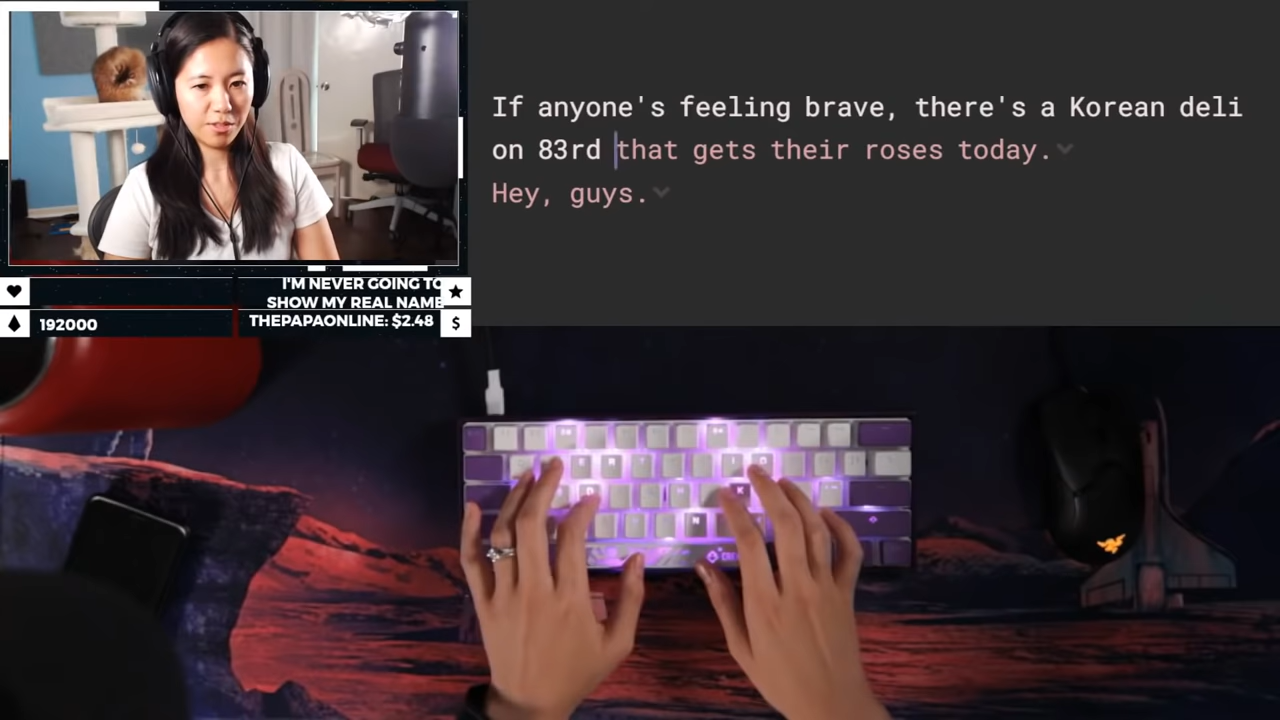 If anyone's feeling brave, there's a Korean deli
on 83rd that gets their roses today.
Hey, guys.
I'M NEVER GOING TO
SHOW MY REAL NAME
192000
THEPAPAONLINE: $2.48
$